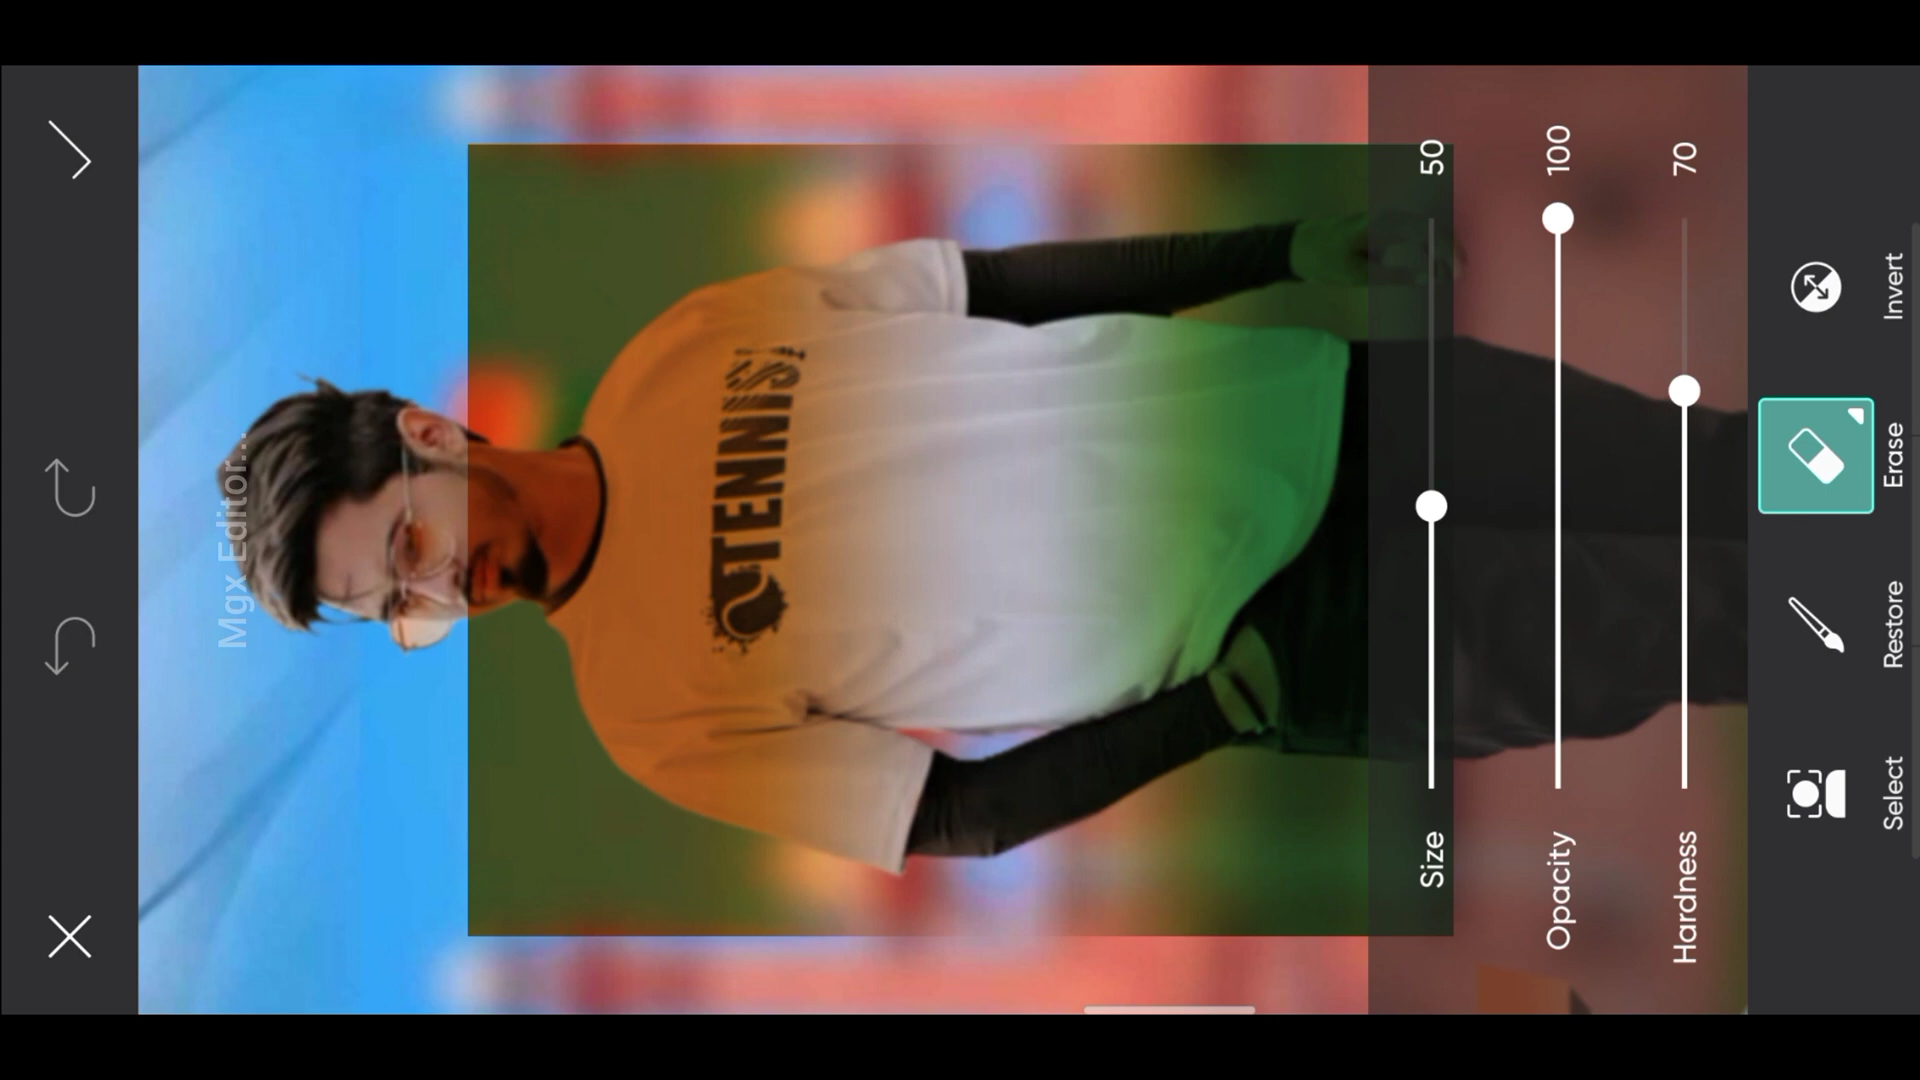 Mgx Editor...
TENNIS
Size
50
Opacity
100
Hardness
70
Select
Restore
Erase
Invert